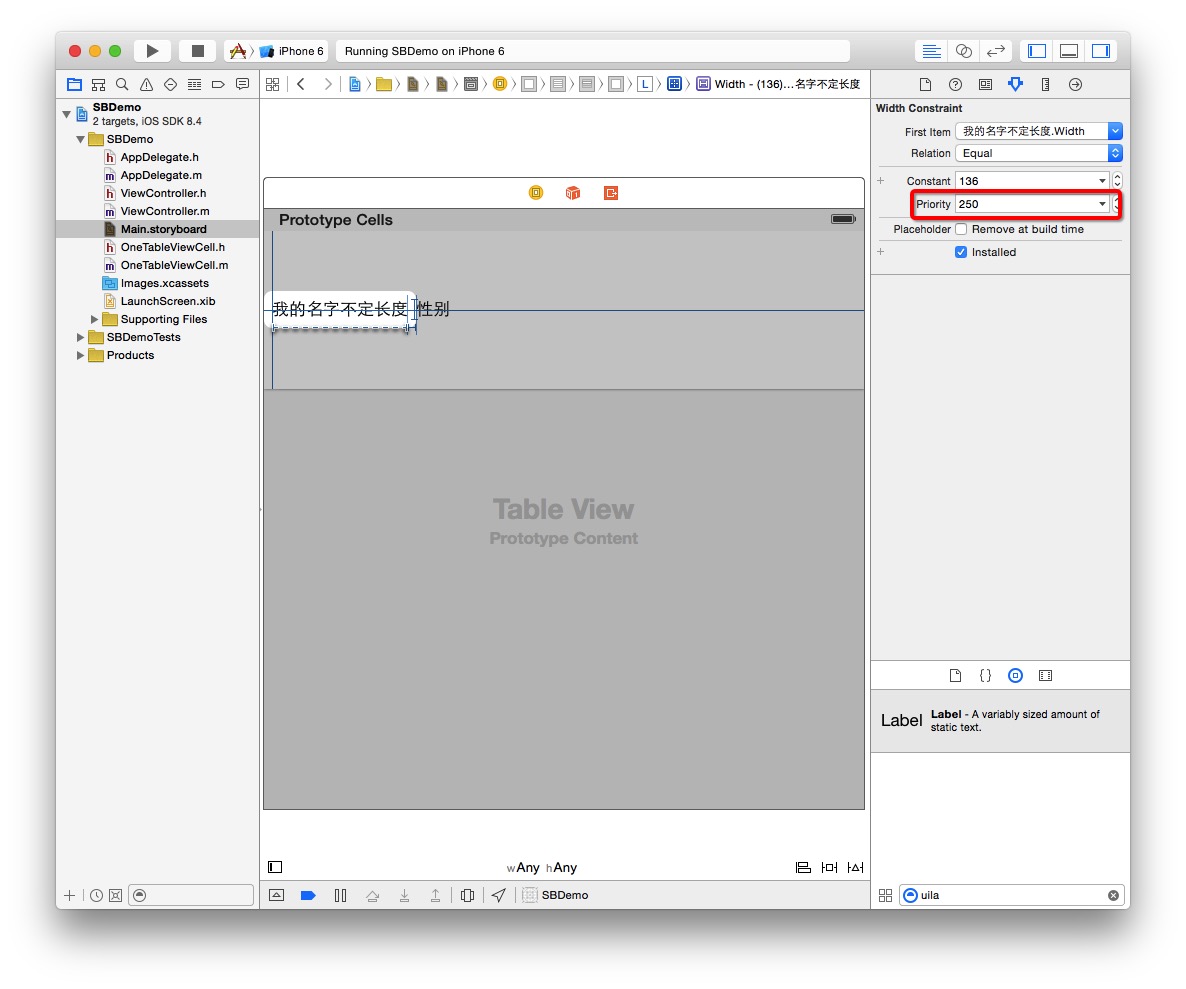 iPhone 6
Running SBDemo on iPhone 6
Width - (136)...名字不定长度
SBDemo
2 targets, iOS SDK 8.4
SBDemo
AppDelegate.h
AppDelegate.m
ViewController.h
ViewController.m
Main.storyboard
OneTableViewCell.h
OneTableViewCell.m
Images.xcassets
LaunchScreen.xib
Supporting Files
SBDemoTests
Products
Prototype Cells
我的名字不定长度 性别
Table View
Prototype Content
wAny hAny
SBDemo
Width Constraint
First Item 我的名字不定长度.Width
Relation Equal
Constant 136
Priority 250
Placeholder Remove at build time
Installed
Label Label - A variably sized amount of
static text.
uila